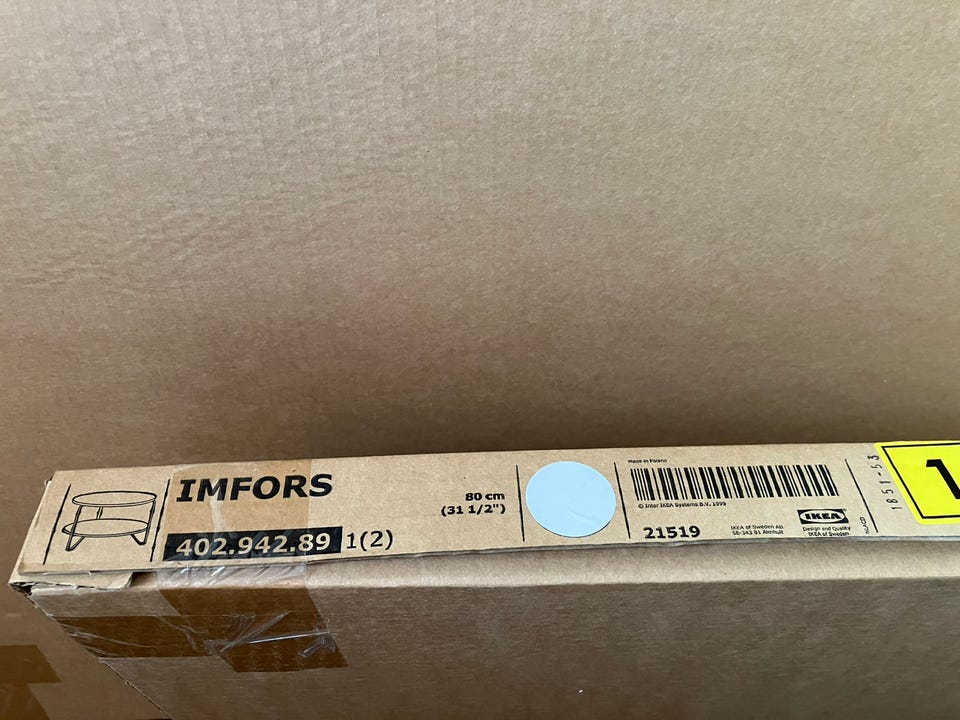 IMFORS
402.942.89 1(2)
80 cm
(31 1/2")
Made in Poland
© Inter IKEA Systems B.V. 1999
21519
IKEA of Sweden AB
SE-343 81 Älmhult
IKEA
Design and Quality
IKEA of Sweden
1851-53
1